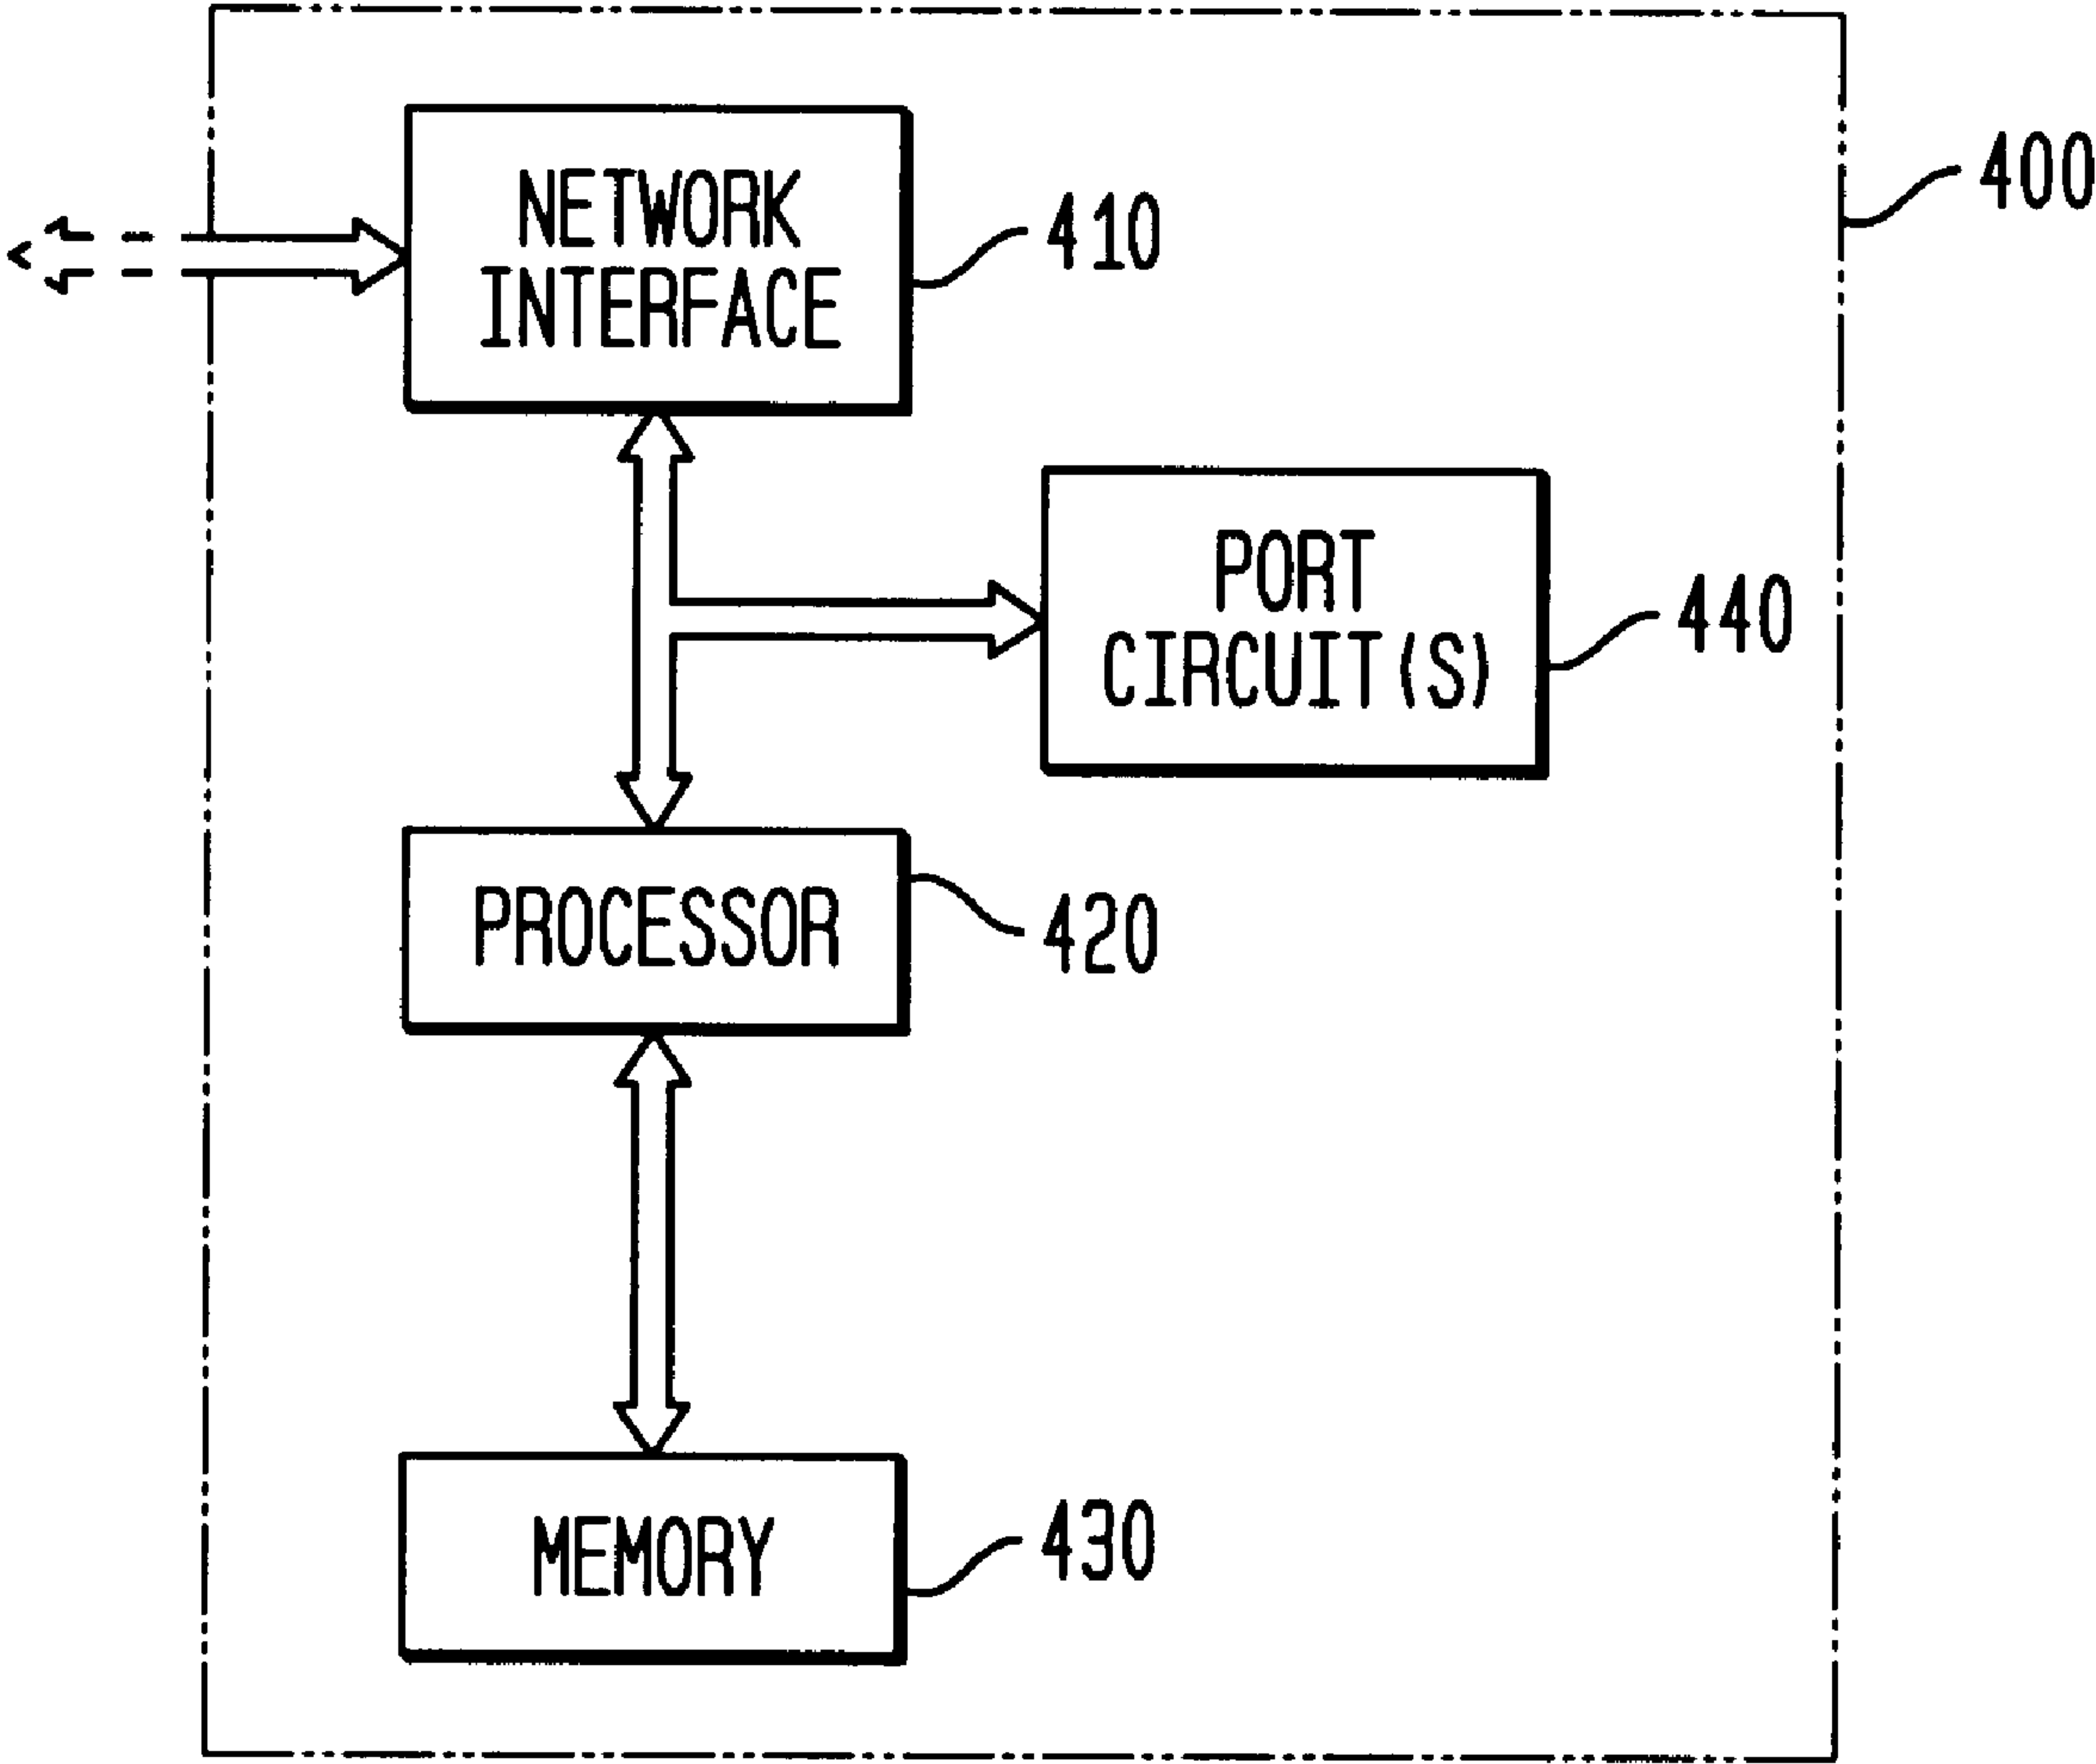 400
NETWORK
INTERFACE
410
PORT
CIRCUIT(S)
440
PROCESSOR
420
MEMORY
430